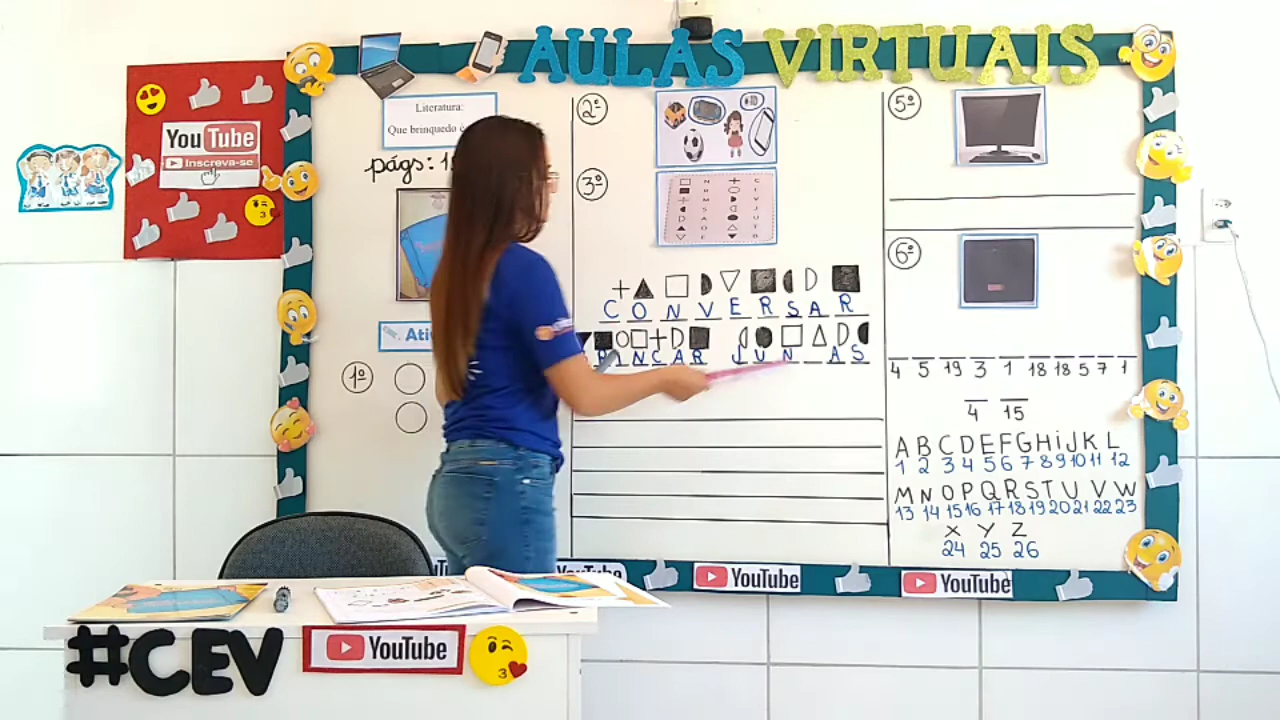 AULAS VIRTUAIS
YouTube
Inscreva-se
Literatura:
Que brinquedo
págs: 1
1º
2º
3º
CONVERSAR
RINCAR JUN AS
5º
6º
4 5 19 3 1 18 18 5 7 1
4 15
A B C D E F G H i J K L
1 2 3 4 5 6 7 8 9 10 11 12
M N O P Q R S T U V W
13 14 15 16 17 18 19 20 21 22 23
X Y Z
24 25 26
YouTube
YouTube
YouTube
#CEV
YouTube